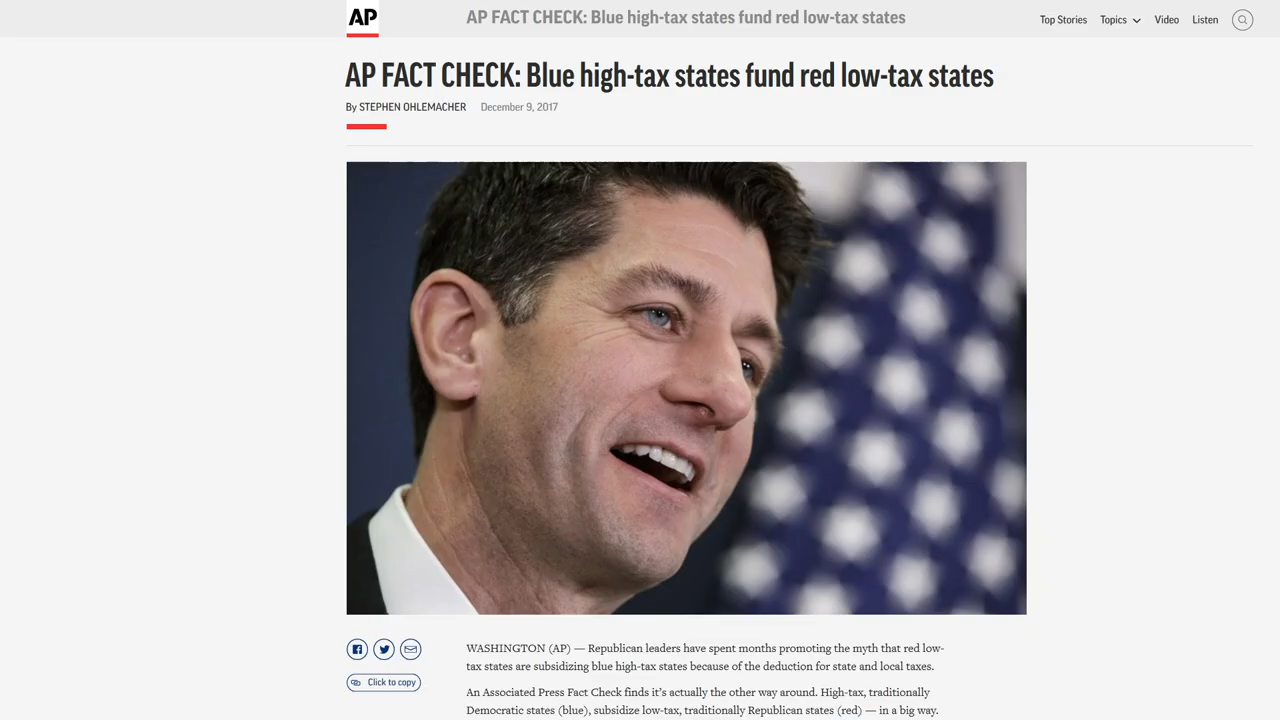 AP
AP FACT CHECK: Blue high-tax states fund red low-tax states
Top Stories
Topics
Video
Listen
AP FACT CHECK: Blue high-tax states fund red low-tax states
By STEPHEN OHLEMACHER
December 9, 2017
WASHINGTON (AP) — Republican leaders have spent months promoting the myth that red low-
tax states are subsidizing blue high-tax states because of the deduction for state and local taxes.
Click to copy
An Associated Press Fact Check finds it’s actually the other way around. High-tax, traditionally
Democratic states (blue), subsidize low-tax, traditionally Republican states (red) — in a big way.